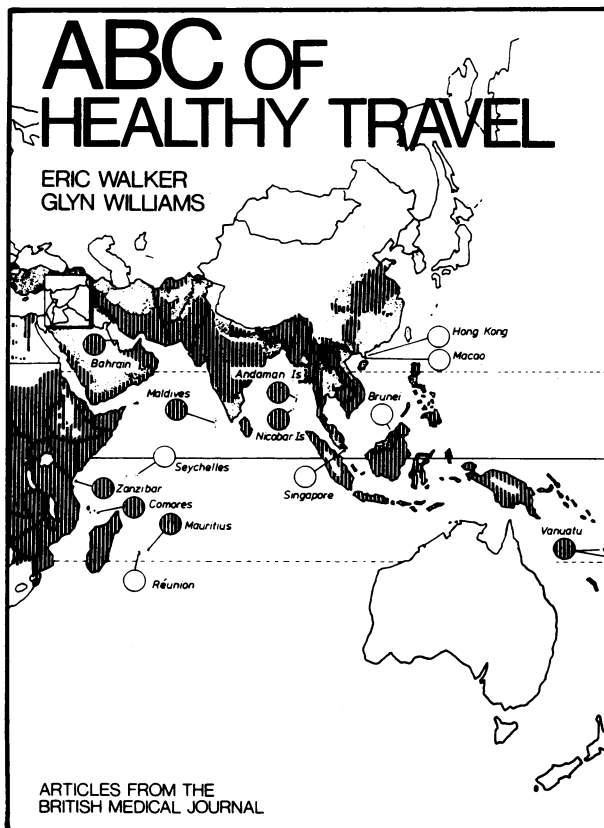 ABC OF
HEALTHY TRAVEL
ERIC WALKER
GLYN WILLIAMS
Hong Kong
Macao
Bahrain
Andaman Is
Maldives
Brunei
Nicobar Is
Seychelles
Singapore
Zanzibar
Comores
Mauritius
Vanuatu
Réunion
ARTICLES FROM THE
BRITISH MEDICAL JOURNAL